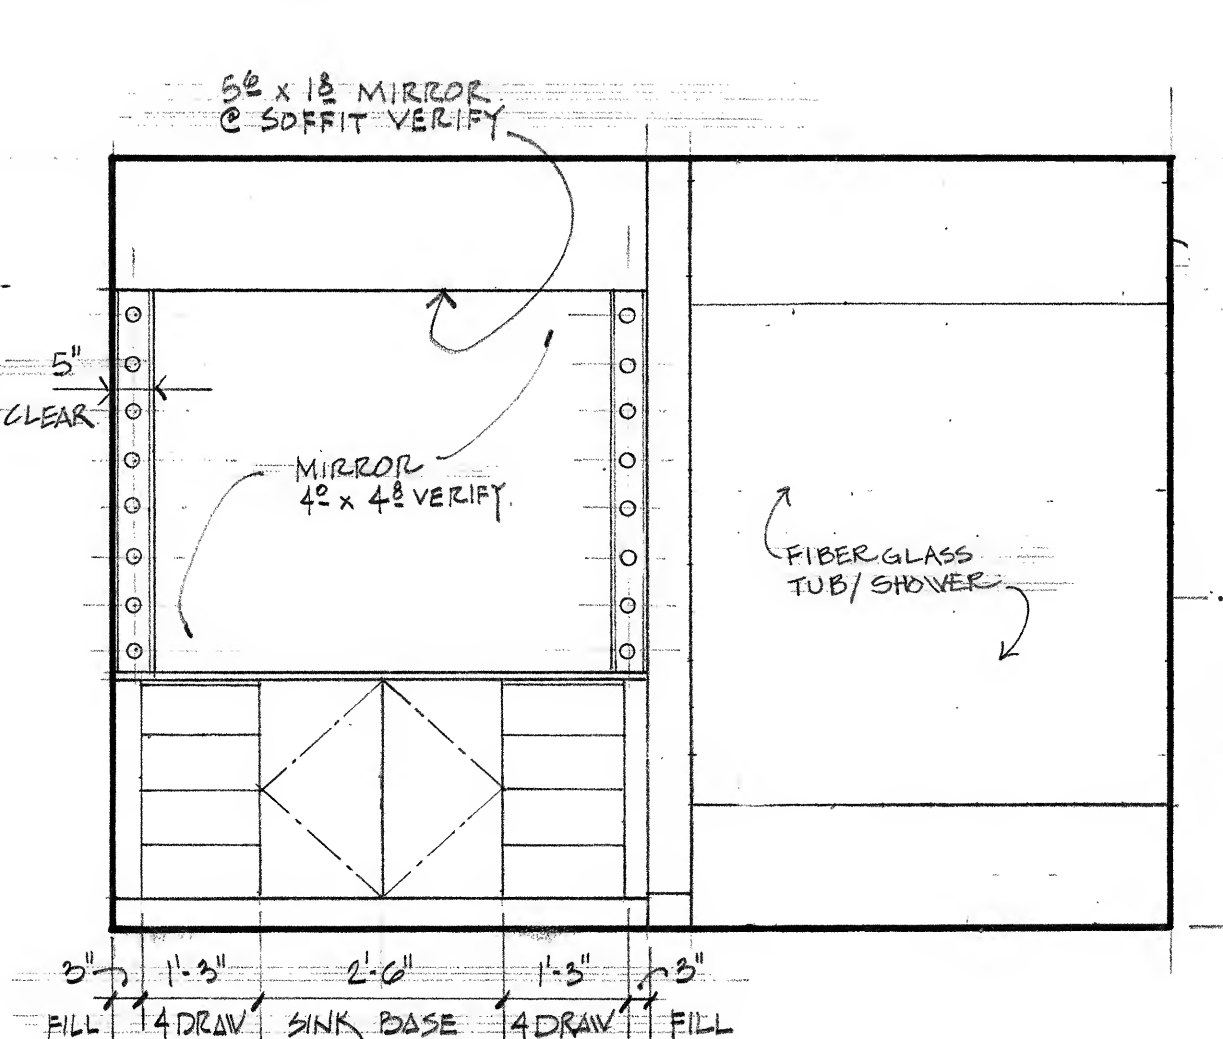 5⁶ x 1⁸ MIRROR
@ SOFFIT VERIFY
5"
CLEAR
MIRROR
4⁰ x 4⁸ VERIFY.
FIBERGLASS
TUB/SHOWER
3" 1'-3" 2'-6" 1'-3" 3"
FILL 4 DRAW SINK BASE 4 DRAW FILL